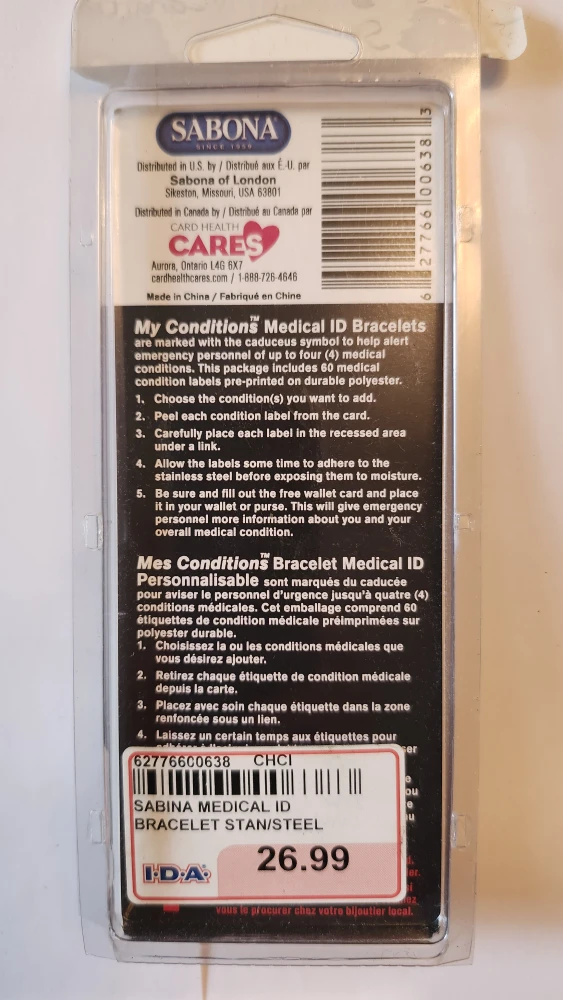 SABONA
SINCE 1959
Distributed in U.S. by / Distribué aux É.-U. par
Sabona of London
Sikeston, Missouri, USA 63801
Distributed in Canada by / Distribué au Canada par
CARD HEALTH
CARES
Aurora, Ontario L4G 6X7
cardhealthcares.com / 1-888-726-4646
Made in China / Fabriqué en Chine
6 27766 00638 3
My Conditions™ Medical ID Bracelets
are marked with the caduceus symbol to help alert
emergency personnel of up to four (4) medical
conditions. This package includes 60 medical
condition labels pre-printed on durable polyester.
1. Choose the condition(s) you want to add.
2. Peel each condition label from the card.
3. Carefully place each label in the recessed area
under a link.
4. Allow the labels some time to adhere to the
stainless steel before exposing them to moisture.
5. Be sure and fill out the free wallet card and place
it in your wallet or purse. This will give emergency
personnel more information about you and your
overall medical condition.
Mes Conditions™ Bracelet Medical ID
Personnalisable sont marqués du caducée
pour aviser le personnel d'urgence jusqu'à quatre (4)
conditions médicales. Cet emballage comprend 60
étiquettes de condition médicale préimprimées sur
polyester durable.
1. Choisissez la ou les conditions médicales que
vous désirez ajouter.
2. Retirez chaque étiquette de condition médicale
depuis la carte.
3. Placez avec soin chaque étiquette dans la zone
renfoncée sous un lien.
4. Laissez un certain temps aux étiquettes pour
62776600638 CHCI
SABINA MEDICAL ID
BRACELET STAN/STEEL
I·D·A·
26.99
vous le procurer chez votre bijoutier local.